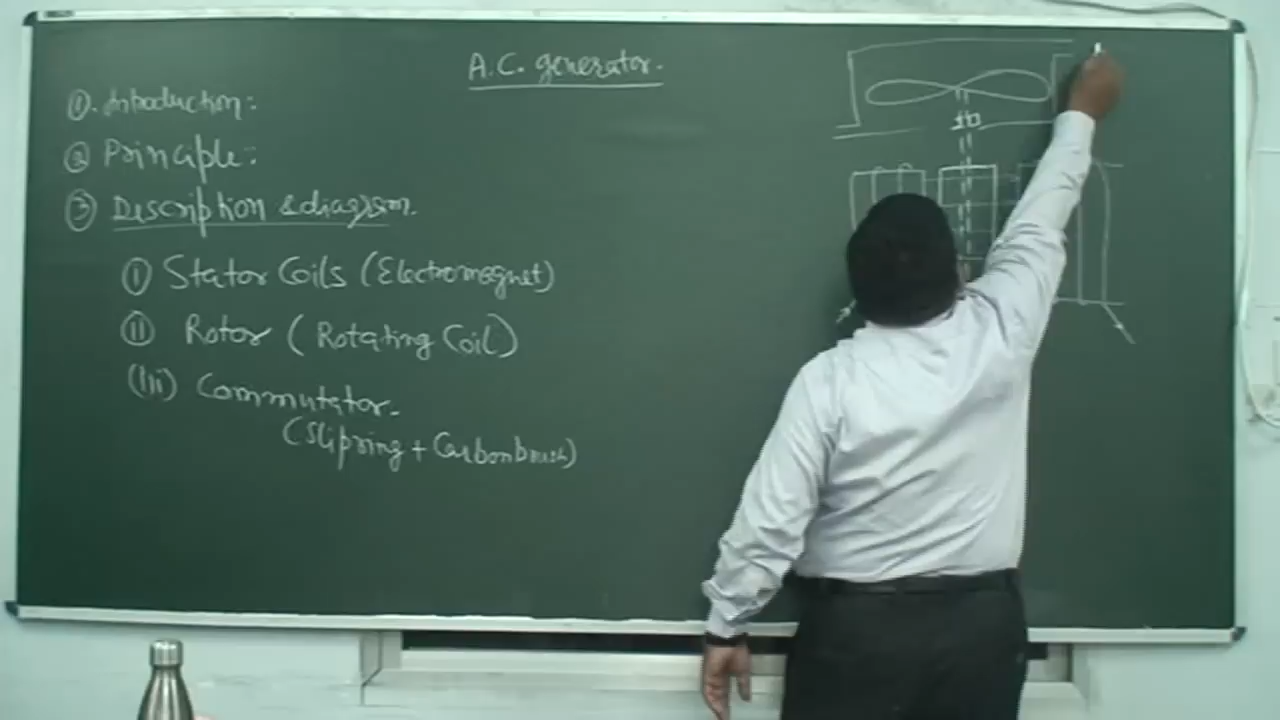 A.C. generator.
①. Introduction:
② Principle:
③ Description & diagram.
(i) Stator Coils (Electromagnet)
(ii) Rotor (Rotating Coil)
(iii) Commutator.
(Slipring + Carbonbrush)